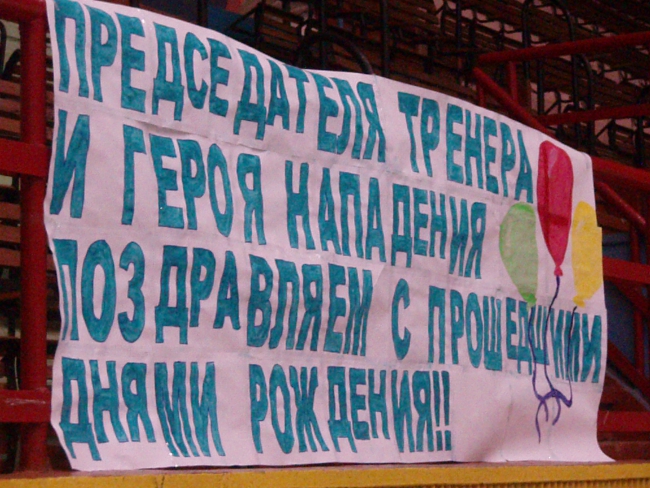 ПРЕДСЕДАТЕЛЯ ТРЕНЕРА
И ГЕРОЯ НАПАДЕНИЯ
ПОЗДРАВЛЯЕМ С ПРОШЕДШИМИ
ДНЯМИ РОЖДЕНИЯ!!